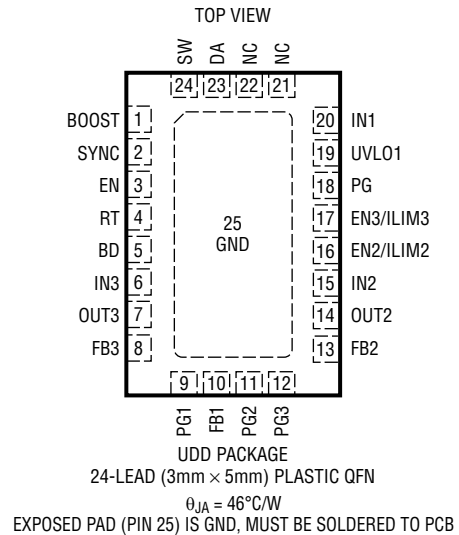 TOP VIEW
SW DA NC NC
24 23 22 21
BOOST 1
SYNC 2
EN 3
RT 4
BD 5
IN3 6
OUT3 7
FB3 8
25
GND
20 IN1
19 UVLO1
18 PG
17 EN3/ILIM3
16 EN2/ILIM2
15 IN2
14 OUT2
13 FB2
9 10 11 12
PG1 FB1 PG2 PG3
UDD PACKAGE
24-LEAD (3mm × 5mm) PLASTIC QFN
θJA = 46°C/W
EXPOSED PAD (PIN 25) IS GND, MUST BE SOLDERED TO PCB